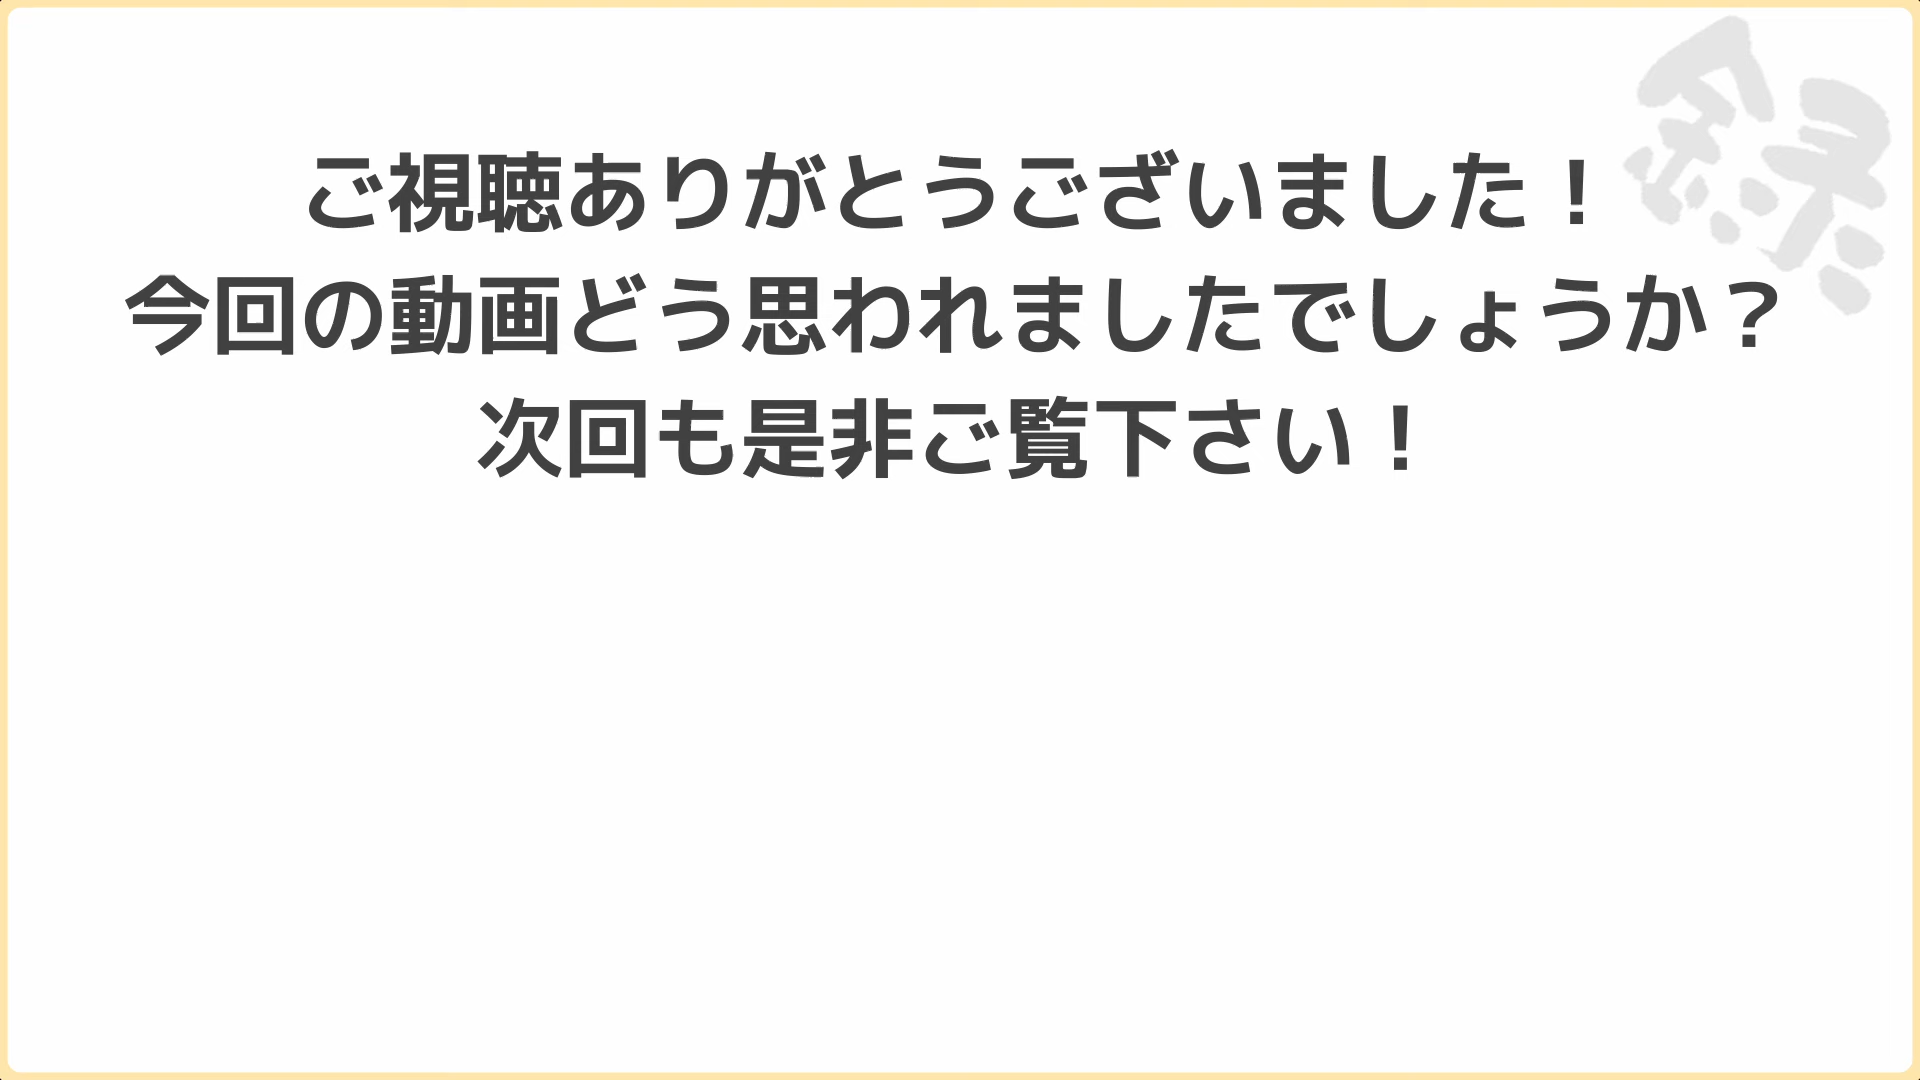 ご視聴ありがとうございました！
今回の動画どう思われましたでしょうか？
次回も是非ご覧下さい！
録